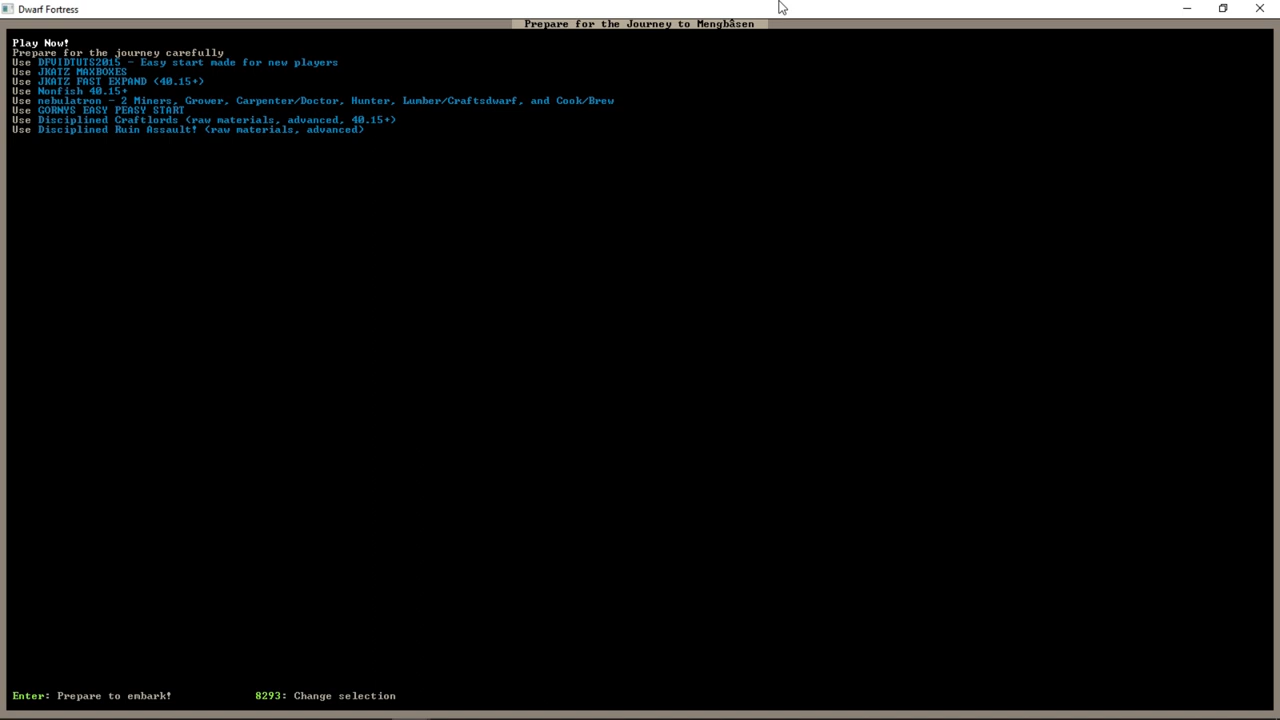 Dwarf Fortress
Prepare for the Journey to Mengbâsen
Play Now!
Prepare for the journey carefully
Use DFVIDTUTS2015 - Easy start made for new players
Use JKATZ MAXBOXES
Use JKATZ FAST EXPAND (40.15+)
Use Nonfish 40.15+
Use nebulatron - 2 Miners, Grower, Carpenter/Doctor, Hunter, Lumber/Craftsdwarf, and Cook/Brew
Use GORNYS EASY PEASY START
Use Disciplined Craftlords (raw materials, advanced, 40.15+)
Use Disciplined Ruin Assault! (raw materials, advanced)
Enter: Prepare to embark! 8293: Change selection